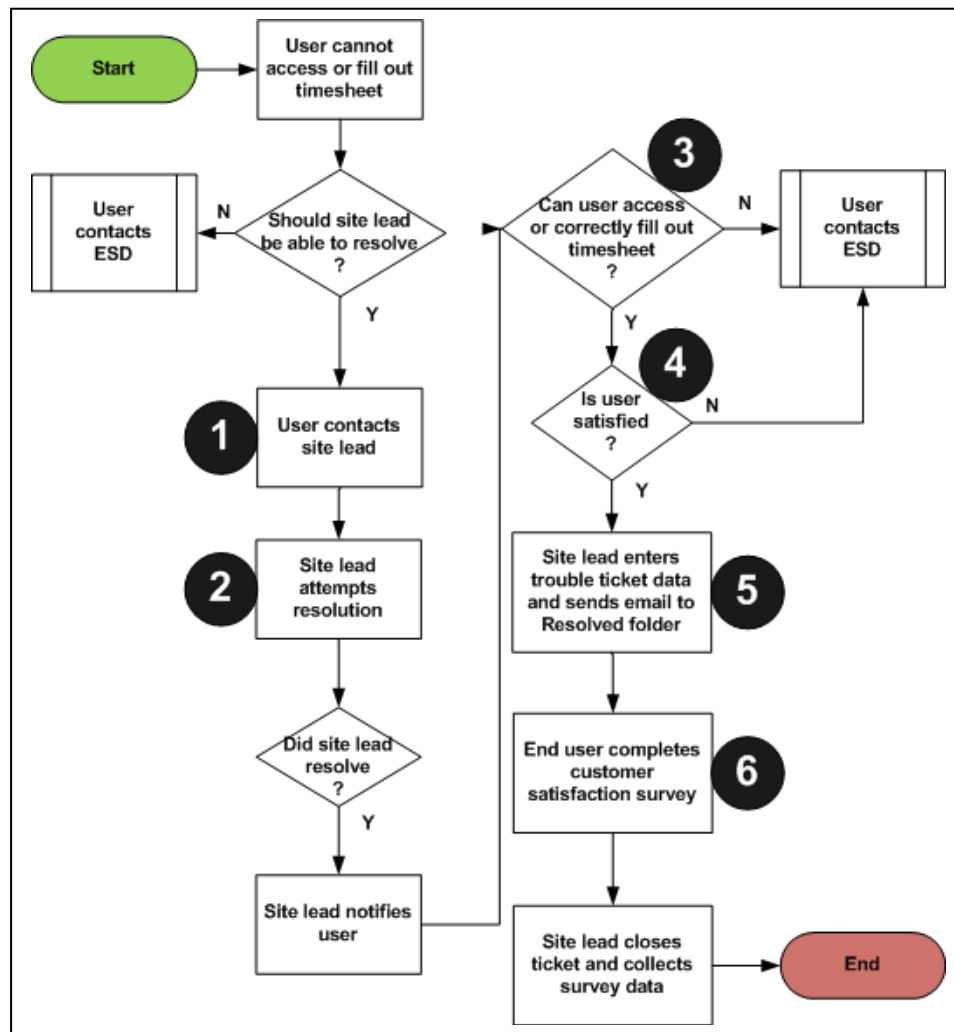 Start
User cannot
access or fill out
timesheet
User
contacts
ESD
N
Should site lead
be able to resolve
?
Y
1
User contacts
site lead
2
Site lead
attempts
resolution
Did site lead
resolve
?
Y
Site lead notifies
user
3
Can user access
or correctly fill out
timesheet
?
N
User
contacts
ESD
Y
4
Is user
satisfied
?
N
Y
Site lead enters
trouble ticket data
and sends email to
Resolved folder
5
End user completes
customer
satisfaction survey
6
Site lead closes
ticket and collects
survey data
End